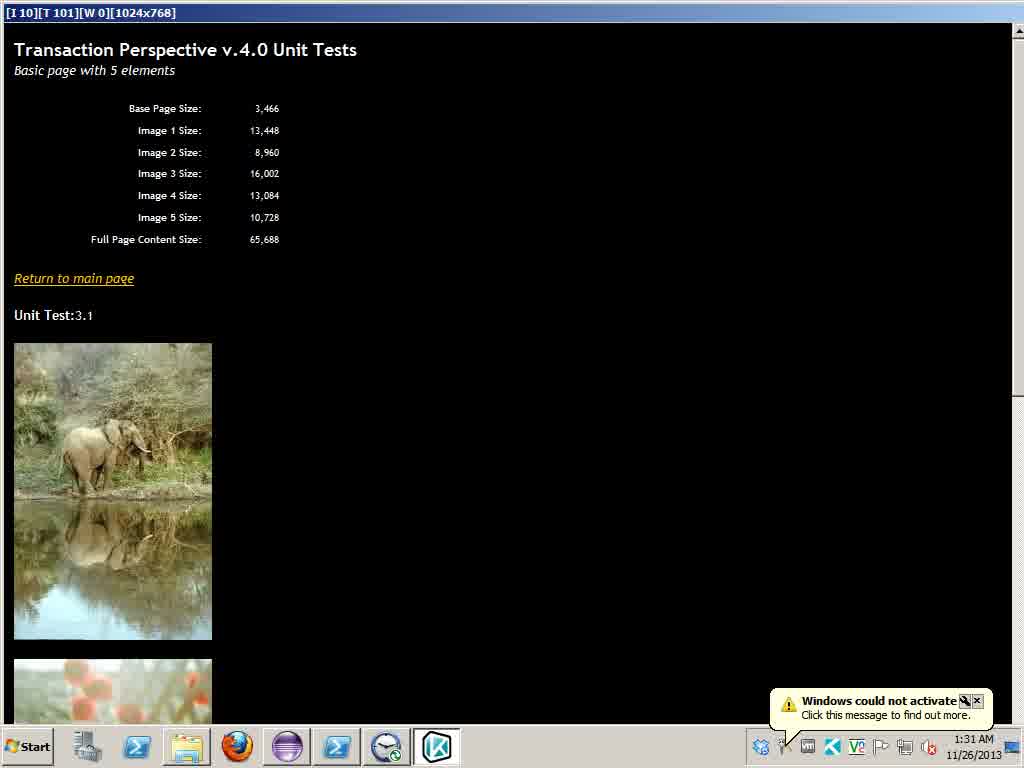 [I 10][T 101][W 0][1024x768]
Transaction Perspective v.4.0 Unit Tests
Basic page with 5 elements
Base Page Size: 3,466
Image 1 Size: 13,448
Image 2 Size: 8,960
Image 3 Size: 16,002
Image 4 Size: 13,084
Image 5 Size: 10,728
Full Page Content Size: 65,688
Return to main page
Unit Test:3.1
Windows could not activate
Click this message to find out more.
Start
1:31 AM
11/26/2013